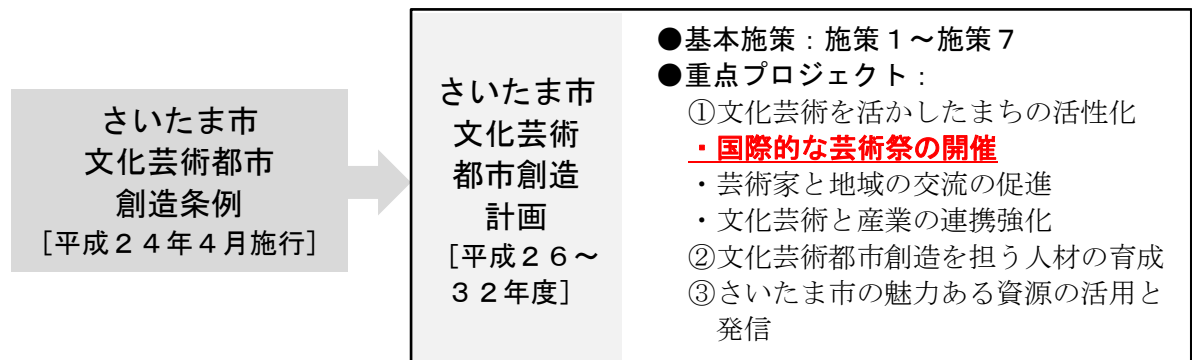 さいたま市
文化芸術都市
創造条例
[平成２４年４月施行]
さいたま市
文化芸術
都市創造
計画
[平成２６～
３２年度]
●基本施策：施策１～施策７
●重点プロジェクト：
①文化芸術を活かしたまちの活性化
・国際的な芸術祭の開催
・芸術家と地域の交流の促進
・文化芸術と産業の連携強化
②文化芸術都市創造を担う人材の育成
③さいたま市の魅力ある資源の活用と
発信